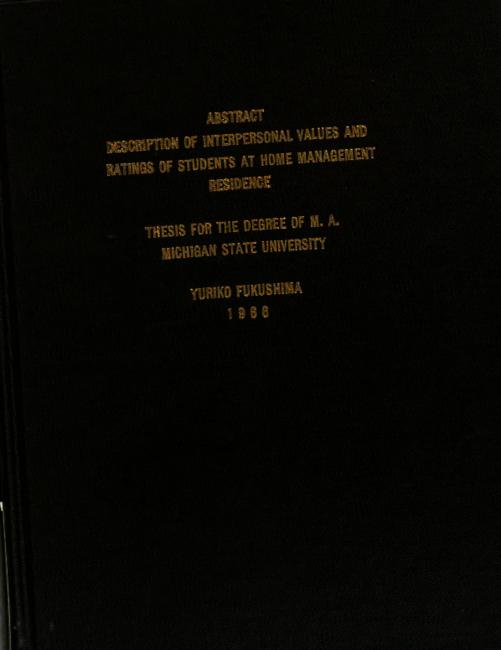 ABSTRACT
DESCRIPTION OF INTERPERSONAL VALUES AND
RATINGS OF STUDENTS AT HOME MANAGEMENT
RESIDENCE
THESIS FOR THE DEGREE OF M. A.
MICHIGAN STATE UNIVERSITY
YURIKO FUKUSHIMA
1966